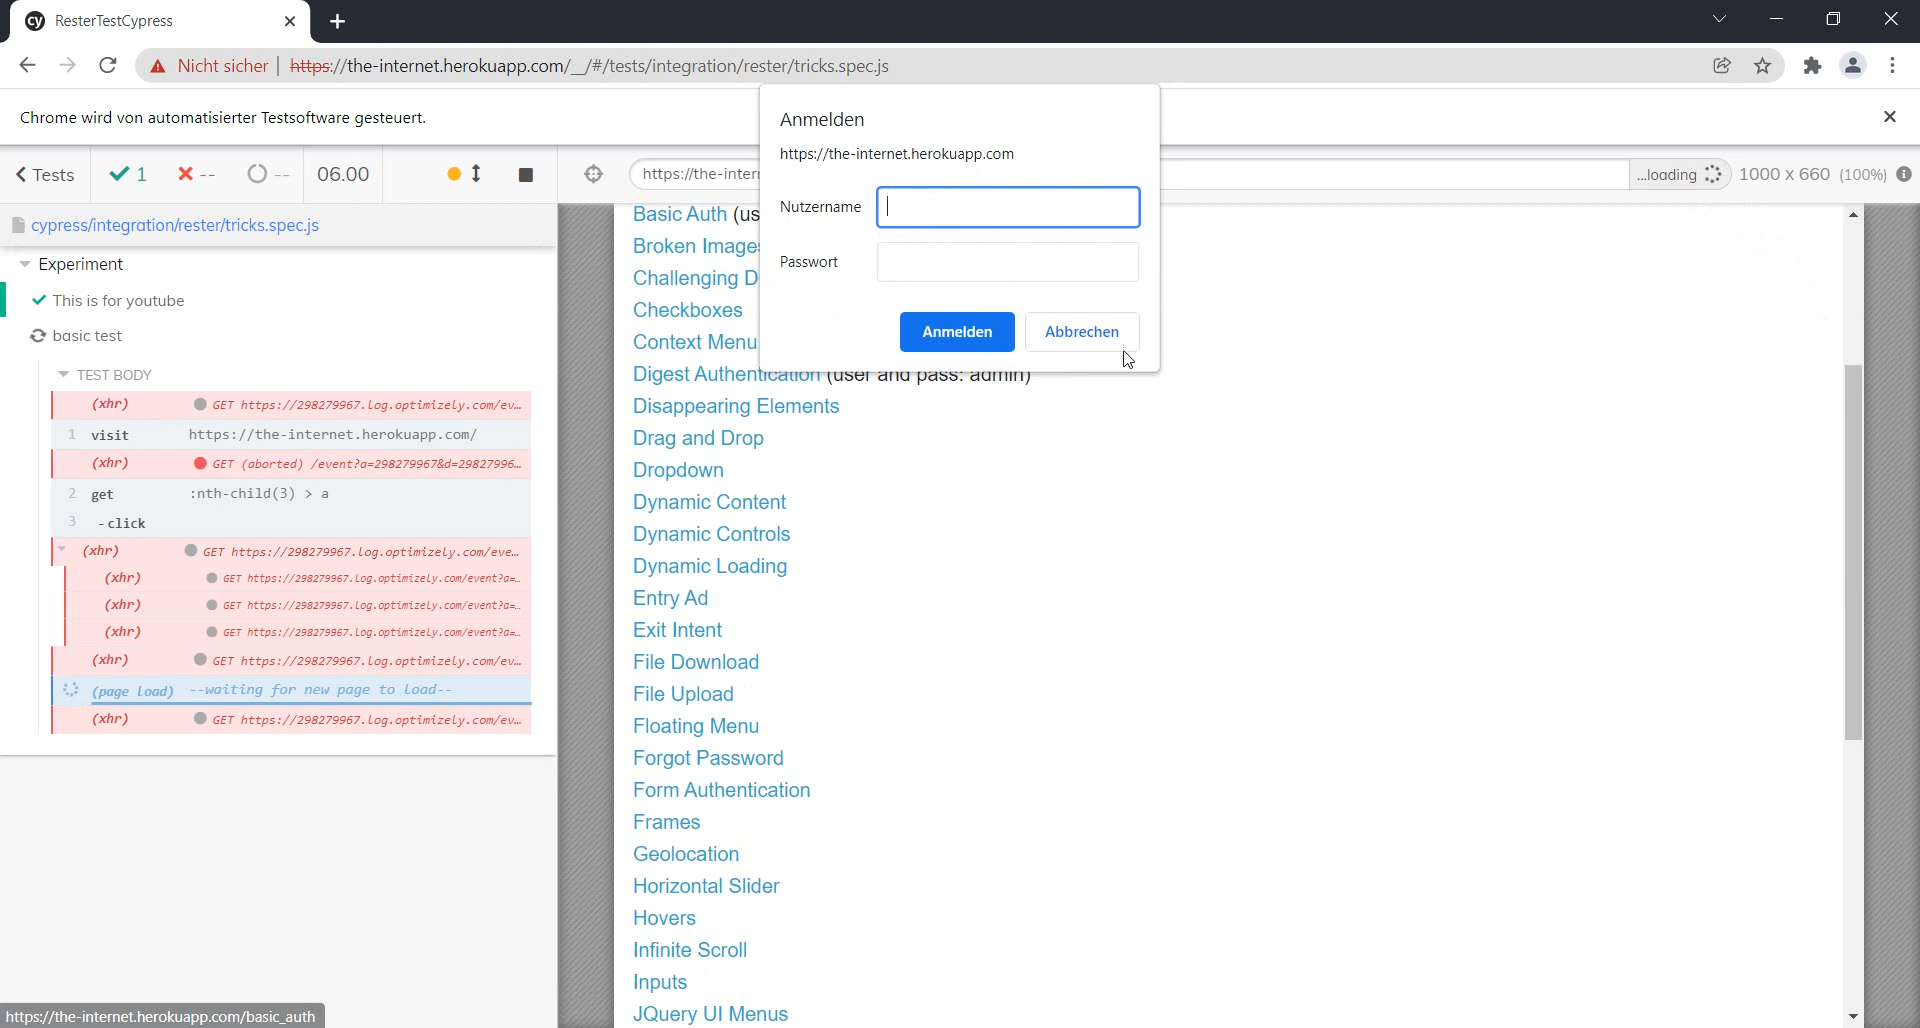 ResterTestCypress
Nicht sicher https://the-internet.herokuapp.com/__/#/tests/integration/rester/tricks.spec.js
Chrome wird von automatisierter Testsoftware gesteuert.
Tests 1 -- -- 06.00
https://the-inter
...loading 1000 x 660 (100%)
Anmelden
https://the-internet.herokuapp.com
Nutzername
Passwort
Anmelden Abbrechen
cypress/integration/rester/tricks.spec.js
Experiment
This is for youtube
basic test
TEST BODY
(xhr) GET https://298279967.log.optimizely.com/ev...
1 visit https://the-internet.herokuapp.com/
(xhr) GET (aborted) /event?a=298279967&d=29827996...
2 get :nth-child(3) > a
3 -click
(xhr) GET https://298279967.log.optimizely.com/eve...
(xhr) GET https://298279967.log.optimizely.com/event?a=...
(xhr) GET https://298279967.log.optimizely.com/event?a=...
(xhr) GET https://298279967.log.optimizely.com/event?a=...
(xhr) GET https://298279967.log.optimizely.com/ev...
(page load) --waiting for new page to load--
(xhr) GET https://298279967.log.optimizely.com/ev...
Basic Auth (us
Broken Images
Challenging D
Checkboxes
Context Menu
Digest Authentication (user and pass: admin)
Disappearing Elements
Drag and Drop
Dropdown
Dynamic Content
Dynamic Controls
Dynamic Loading
Entry Ad
Exit Intent
File Download
File Upload
Floating Menu
Forgot Password
Form Authentication
Frames
Geolocation
Horizontal Slider
Hovers
Infinite Scroll
Inputs
JQuery UI Menus
https://the-internet.herokuapp.com/basic_auth